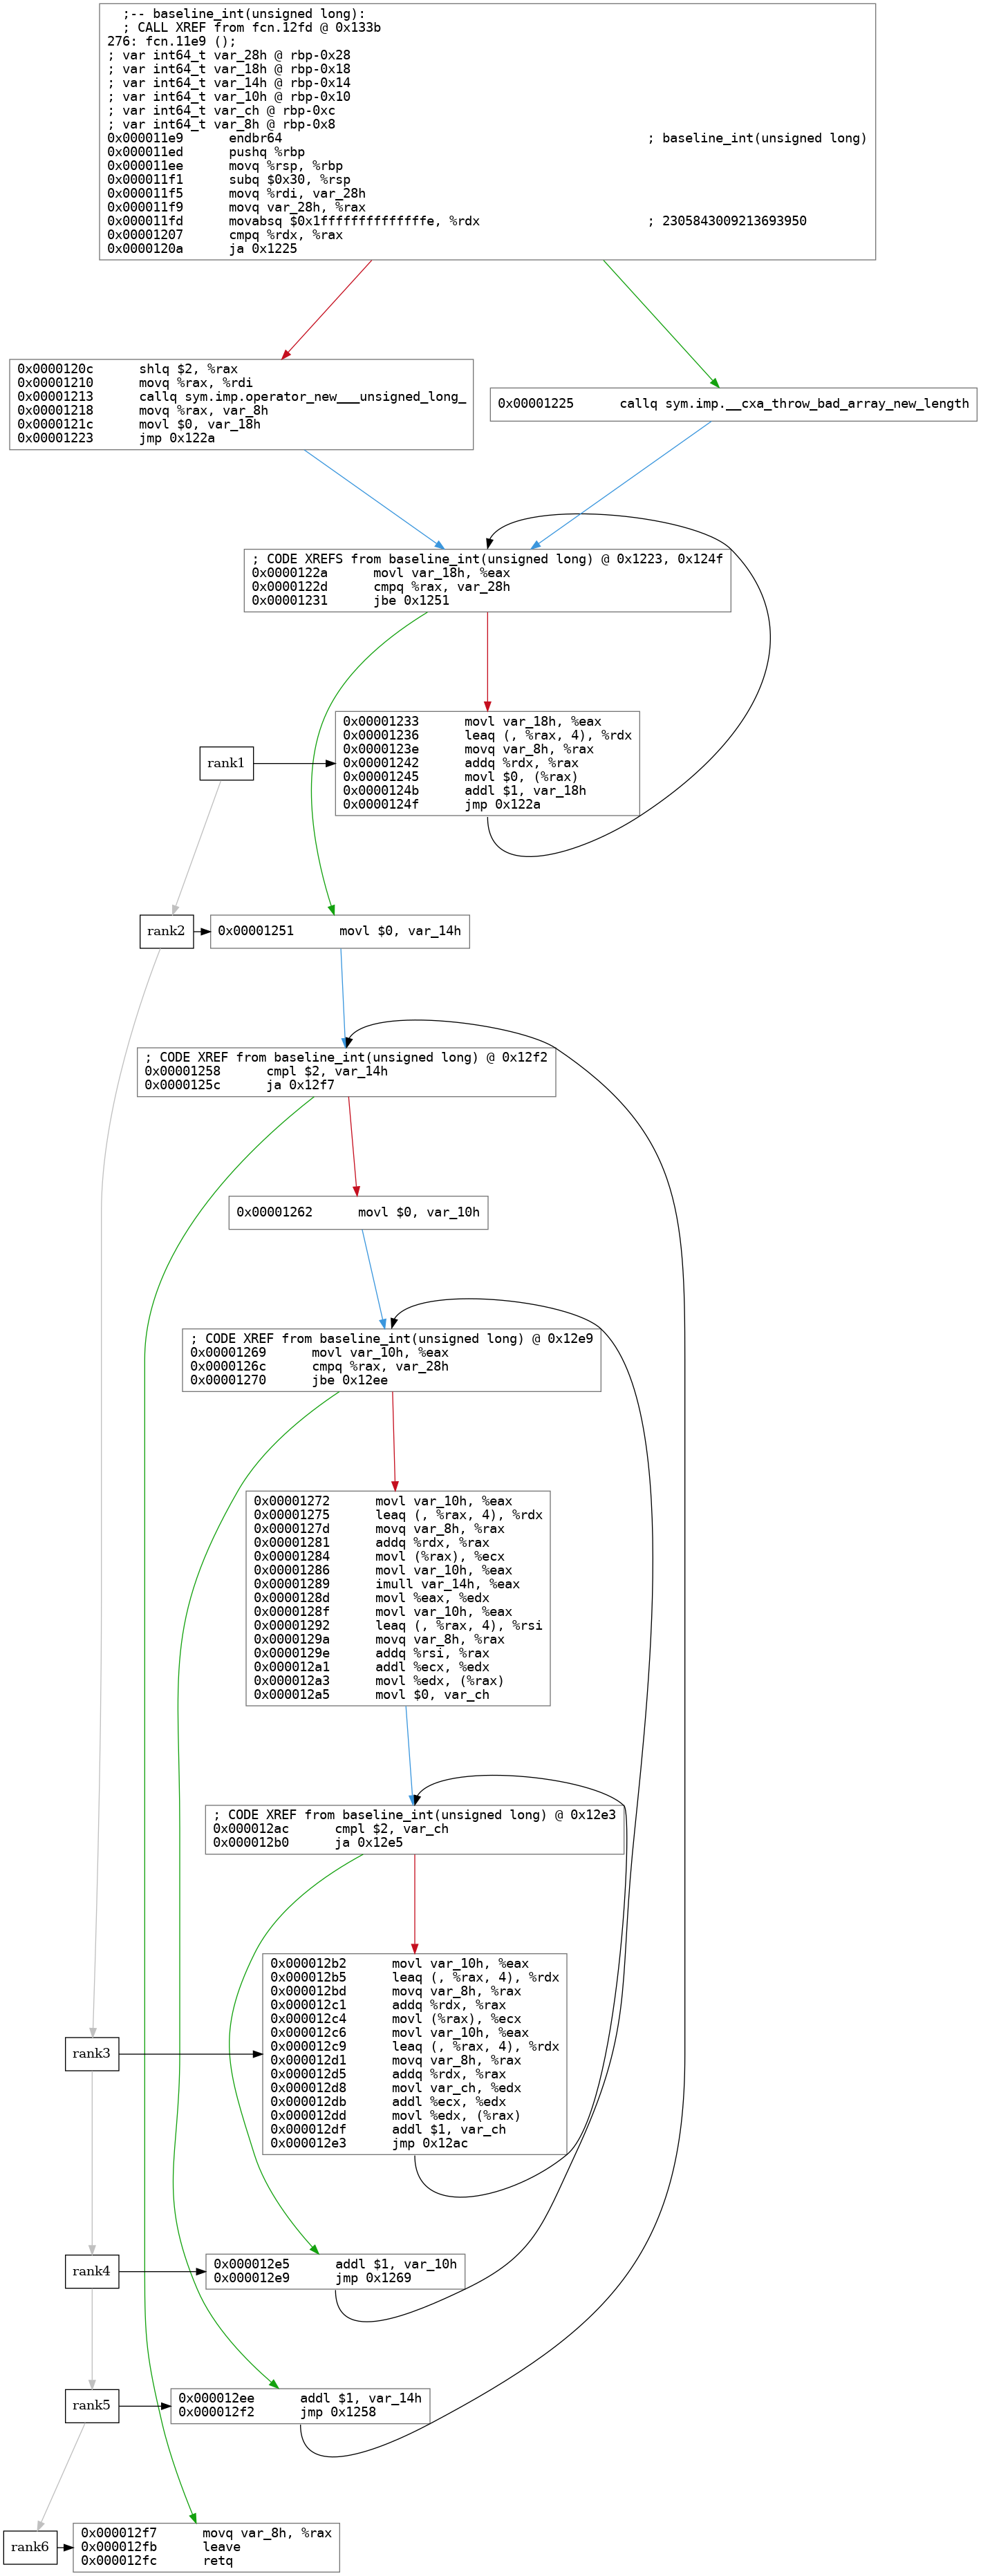 ;-- baseline_int(unsigned long):
; CALL XREF from fcn.12fd @ 0x133b
276: fcn.11e9 ();
; var int64_t var_28h @ rbp-0x28
; var int64_t var_18h @ rbp-0x18
; var int64_t var_14h @ rbp-0x14
; var int64_t var_10h @ rbp-0x10
; var int64_t var_ch @ rbp-0xc
; var int64_t var_8h @ rbp-0x8
0x000011e9 endbr64 ; baseline_int(unsigned long)
0x000011ed pushq %rbp
0x000011ee movq %rsp, %rbp
0x000011f1 subq $0x30, %rsp
0x000011f5 movq %rdi, var_28h
0x000011f9 movq var_28h, %rax
0x000011fd movabsq $0x1ffffffffffffffe, %rdx ; 2305843009213693950
0x00001207 cmpq %rdx, %rax
0x0000120a ja 0x1225
0x0000120c shlq $2, %rax
0x00001210 movq %rax, %rdi
0x00001213 callq sym.imp.operator_new___unsigned_long_
0x00001218 movq %rax, var_8h
0x0000121c movl $0, var_18h
0x00001223 jmp 0x122a
0x00001225 callq sym.imp.__cxa_throw_bad_array_new_length
; CODE XREFS from baseline_int(unsigned long) @ 0x1223, 0x124f
0x0000122a movl var_18h, %eax
0x0000122d cmpq %rax, var_28h
0x00001231 jbe 0x1251
rank1
0x00001233 movl var_18h, %eax
0x00001236 leaq (, %rax, 4), %rdx
0x0000123e movq var_8h, %rax
0x00001242 addq %rdx, %rax
0x00001245 movl $0, (%rax)
0x0000124b addl $1, var_18h
0x0000124f jmp 0x122a
rank2
0x00001251 movl $0, var_14h
; CODE XREF from baseline_int(unsigned long) @ 0x12f2
0x00001258 cmpl $2, var_14h
0x0000125c ja 0x12f7
0x00001262 movl $0, var_10h
; CODE XREF from baseline_int(unsigned long) @ 0x12e9
0x00001269 movl var_10h, %eax
0x0000126c cmpq %rax, var_28h
0x00001270 jbe 0x12ee
0x00001272 movl var_10h, %eax
0x00001275 leaq (, %rax, 4), %rdx
0x0000127d movq var_8h, %rax
0x00001281 addq %rdx, %rax
0x00001284 movl (%rax), %ecx
0x00001286 movl var_10h, %eax
0x00001289 imull var_14h, %eax
0x0000128d movl %eax, %edx
0x0000128f movl var_10h, %eax
0x00001292 leaq (, %rax, 4), %rsi
0x0000129a movq var_8h, %rax
0x0000129e addq %rsi, %rax
0x000012a1 addl %ecx, %edx
0x000012a3 movl %edx, (%rax)
0x000012a5 movl $0, var_ch
; CODE XREF from baseline_int(unsigned long) @ 0x12e3
0x000012ac cmpl $2, var_ch
0x000012b0 ja 0x12e5
rank3
0x000012b2 movl var_10h, %eax
0x000012b5 leaq (, %rax, 4), %rdx
0x000012bd movq var_8h, %rax
0x000012c1 addq %rdx, %rax
0x000012c4 movl (%rax), %ecx
0x000012c6 movl var_10h, %eax
0x000012c9 leaq (, %rax, 4), %rdx
0x000012d1 movq var_8h, %rax
0x000012d5 addq %rdx, %rax
0x000012d8 movl var_ch, %edx
0x000012db addl %ecx, %edx
0x000012dd movl %edx, (%rax)
0x000012df addl $1, var_ch
0x000012e3 jmp 0x12ac
rank4
0x000012e5 addl $1, var_10h
0x000012e9 jmp 0x1269
rank5
0x000012ee addl $1, var_14h
0x000012f2 jmp 0x1258
rank6
0x000012f7 movq var_8h, %rax
0x000012fb leave
0x000012fc retq